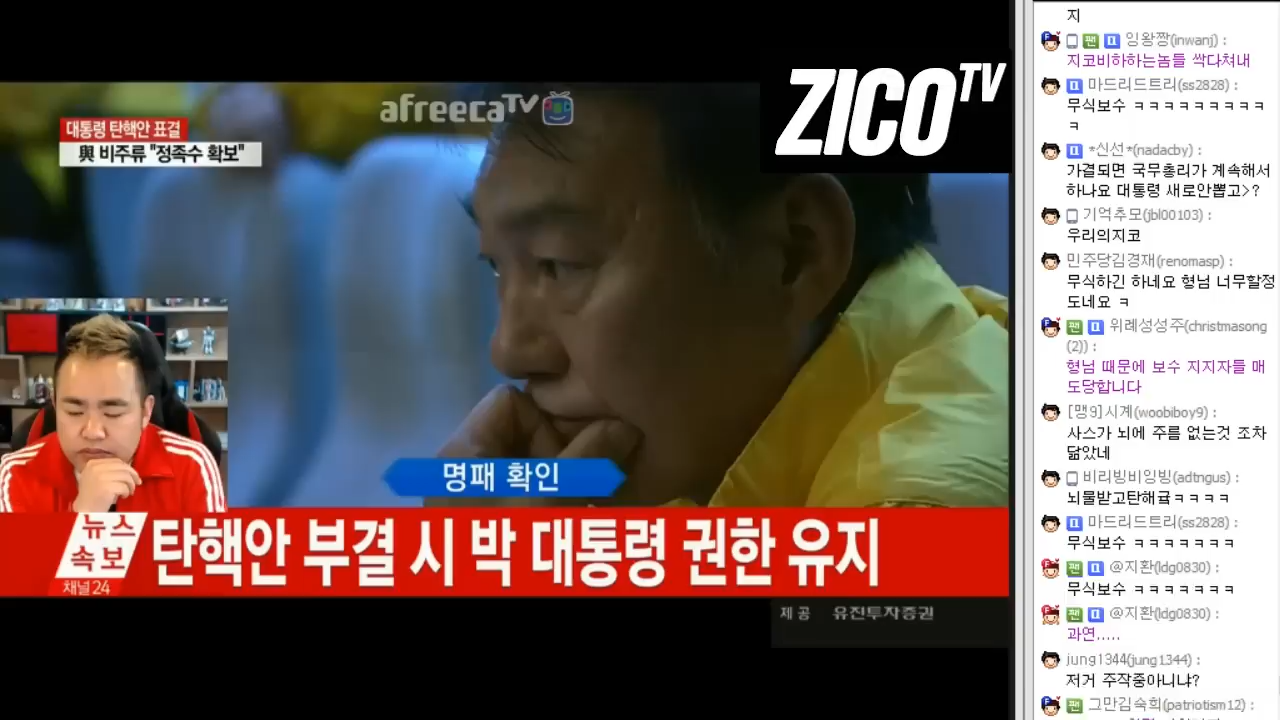 afreecaTV
ZICO TV
대통령 탄핵안 표결
與 비주류 "정족수 확보"
명패 확인
뉴스
속보
채널24
탄핵안 부결 시 박 대통령 권한 유지
제 공 유진투자증권
지
팬 잉왕짱(inwanj) :
지코비하하는놈들 싹다쳐내
마드리드트리(ss2828) :
무식보수 ㅋㅋㅋㅋㅋㅋㅋㅋㅋ
ㅋ
*신선*(nadacby) :
가결되면 국무총리가 계속해서
하나요 대통령 새로안뽑고>?
기억추모(jbl00103) :
우리의지코
민주당김경재(renomasp) :
무식하긴 하네요 형님 너무할정
도네요 ㅋ
팬 위례성성주(christmasong
(2)) :
형님 때문에 보수 지지자들 매
도당합니다
[맹9]시계(woobiboy9) :
사스가 뇌에 주름 없는것 조차
닮았네
비리빙비잉빙(adtngus) :
뇌물받고탄해귴ㅋㅋㅋㅋ
마드리드트리(ss2828) :
무식보수 ㅋㅋㅋㅋㅋㅋㅋ
팬 @지환(ldg0830) :
무식보수 ㅋㅋㅋㅋㅋㅋㅋ
팬 @지환(ldg0830) :
과연.....
jung1344(jung1344) :
저거 주작중아니냐?
팬 그만김숙희(patriotism12) :